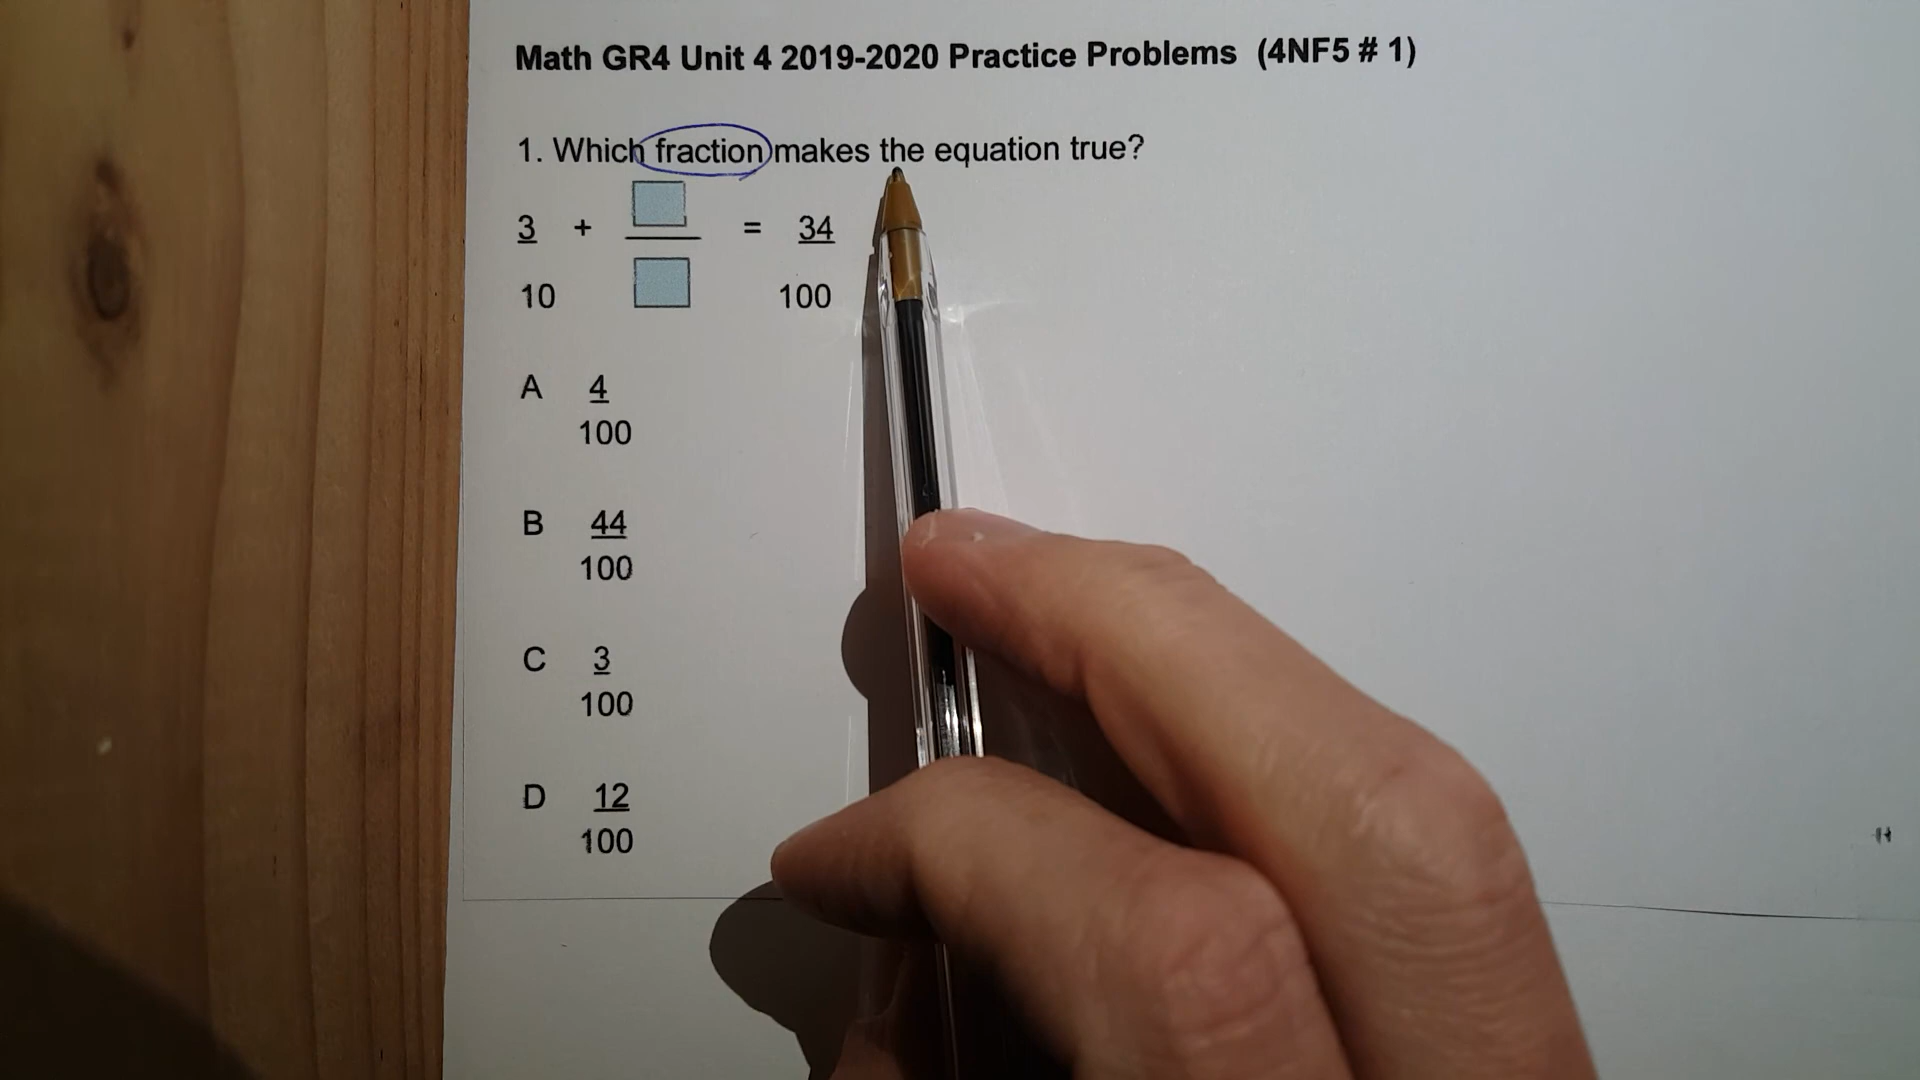 Math GR4 Unit 4 2019-2020 Practice Problems (4NF5 # 1)
1. Which fraction makes the equation true?
3 + = 34
10 100
A 4
100
B 44
100
C 3
100
D 12
100